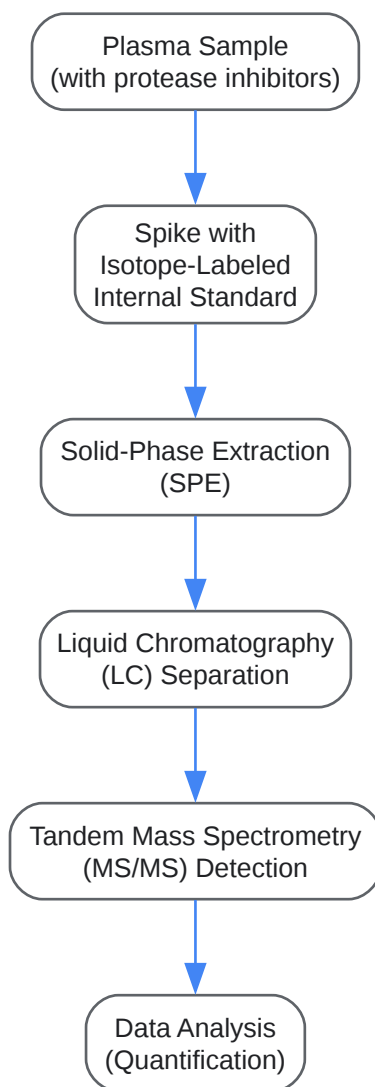 Plasma Sample
(with protease inhibitors)
Spike with
Isotope-Labeled
Internal Standard
Solid-Phase Extraction
(SPE)
Liquid Chromatography
(LC) Separation
Tandem Mass Spectrometry
(MS/MS) Detection
Data Analysis
(Quantification)